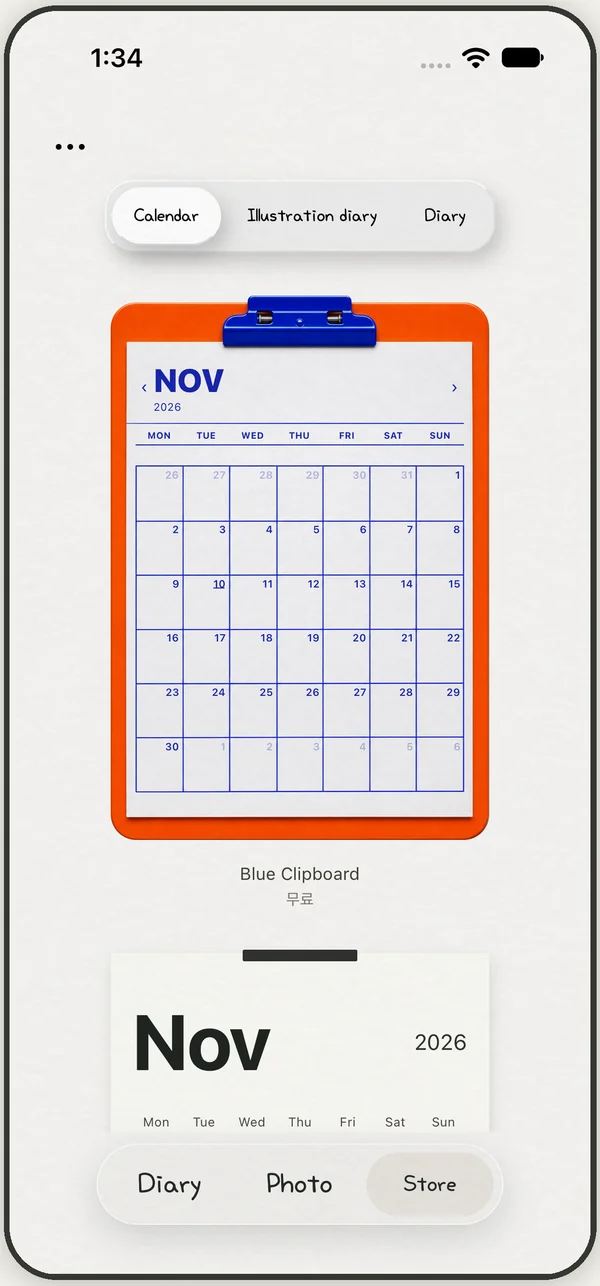 1:34
...
Calendar Illustration diary Diary
‹ NOV ›
2026
MON TUE WED THU FRI SAT SUN
26 27 28 29 30 31 1
2 3 4 5 6 7 8
9 10 11 12 13 14 15
16 17 18 19 20 21 22
23 24 25 26 27 28 29
30 1 2 3 4 5 6
Blue Clipboard
무료
Nov 2026
Mon Tue Wed Thu Fri Sat Sun
Diary Photo Store